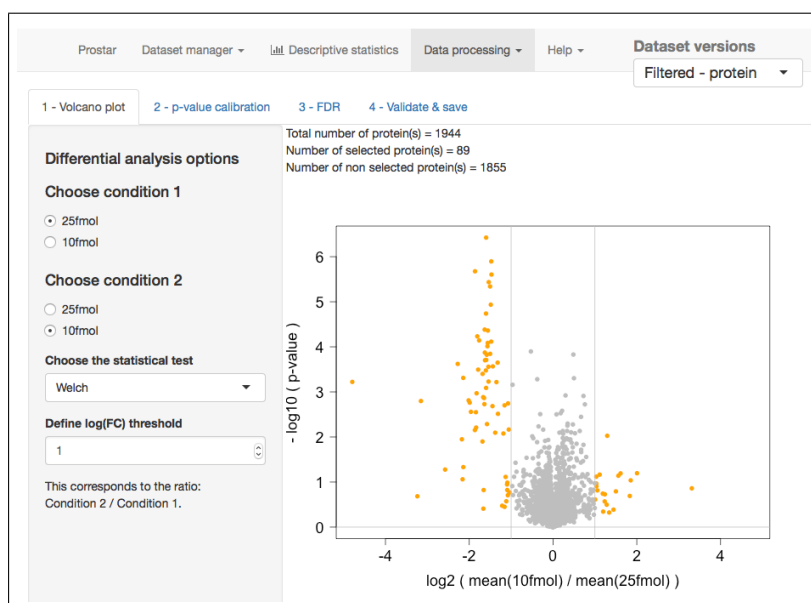 Prostar Dataset manager Descriptive statistics Data processing Help Dataset versions
Filtered - protein
1 - Volcano plot 2 - p-value calibration 3 - FDR 4 - Validate & save
Differential analysis options
Choose condition 1
25fmol
10fmol
Choose condition 2
25fmol
10fmol
Choose the statistical test
Welch
Define log(FC) threshold
1
This corresponds to the ratio:
Condition 2 / Condition 1.
Total number of protein(s) = 1944
Number of selected protein(s) = 89
Number of non selected protein(s) = 1855
- log10 ( p-value )
6
5
4
3
2
1
0
-4 -2 0 2 4
log2 ( mean(10fmol) / mean(25fmol) )